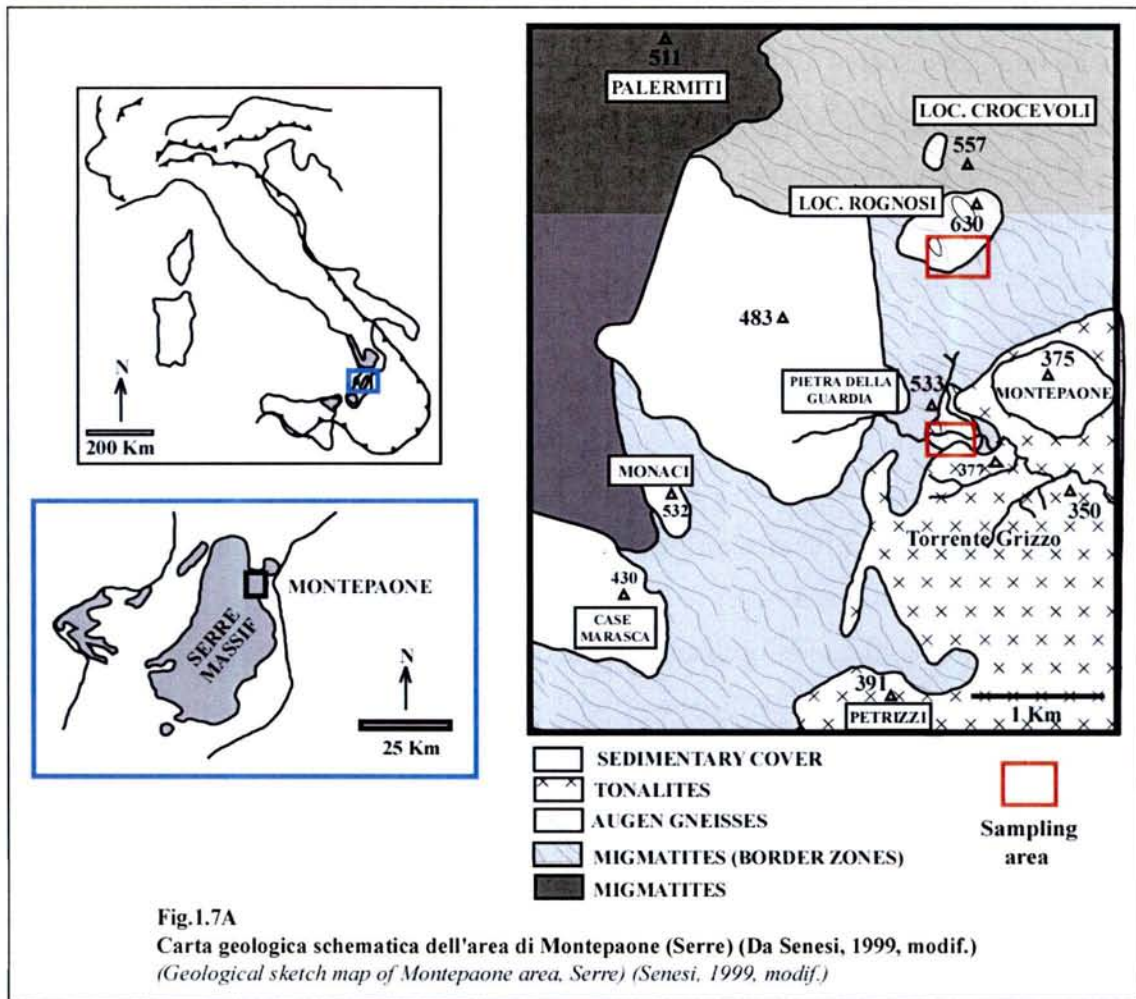 N
200 Km
MONTEPAONE
SERRE
MASSIF
N
25 Km
511
PALERMITI
LOC. CROCEVOLI
557
LOC. ROGNOSI
630
483
375
PIETRA DELLA
GUARDIA
533
MONTEPAONE
377
MONACI
532
350
Torrente Grizzo
430
CASE
MARASCA
391
PETRIZZI
1 Km
SEDIMENTARY COVER
TONALITES
AUGEN GNEISSES
MIGMATITES (BORDER ZONES)
MIGMATITES
Sampling
area
Fig.1.7A
Carta geologica schematica dell'area di Montepaone (Serre) (Da Senesi, 1999, modif.)
(Geological sketch map of Montepaone area, Serre) (Senesi, 1999, modif.)